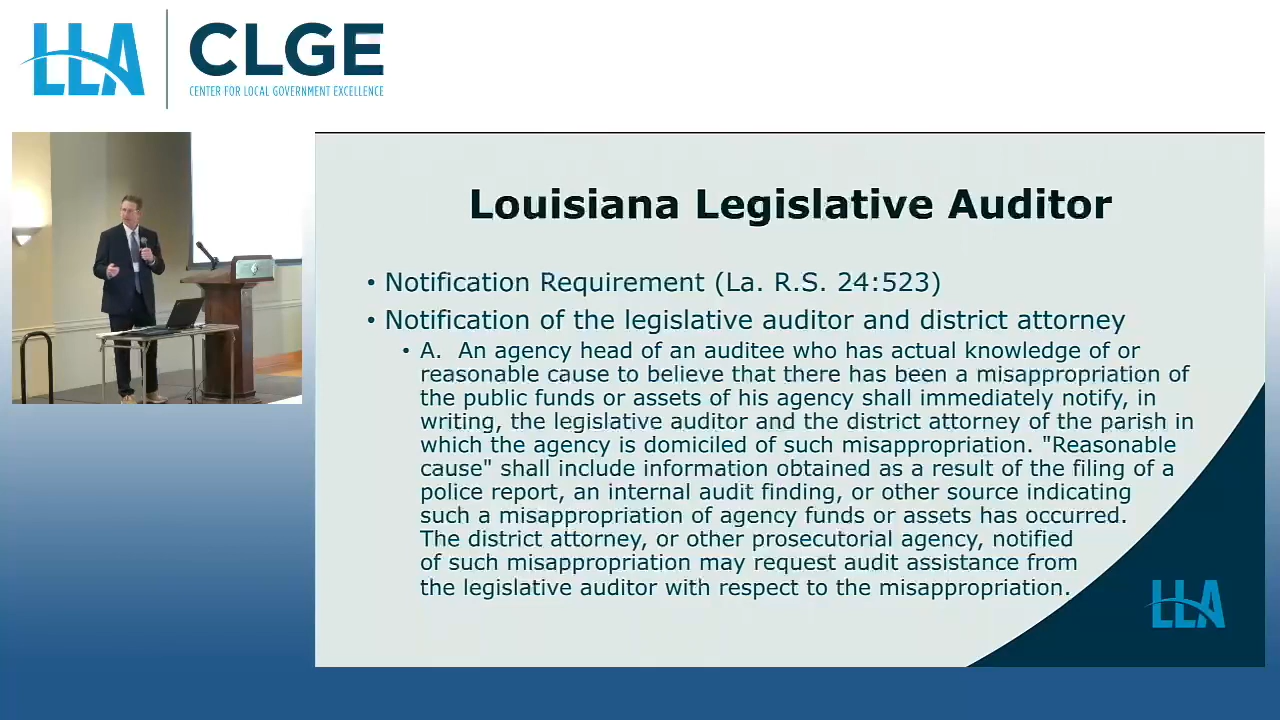 LLA
CLGE
CENTER FOR LOCAL GOVERNMENT EXCELLENCE
Louisiana Legislative Auditor
• Notification Requirement (La. R.S. 24:523)
• Notification of the legislative auditor and district attorney
• A. An agency head of an auditee who has actual knowledge of or
reasonable cause to believe that there has been a misappropriation of
the public funds or assets of his agency shall immediately notify, in
writing, the legislative auditor and the district attorney of the parish in
which the agency is domiciled of such misappropriation. "Reasonable
cause" shall include information obtained as a result of the filing of a
police report, an internal audit finding, or other source indicating
such a misappropriation of agency funds or assets has occurred.
The district attorney, or other prosecutorial agency, notified
of such misappropriation may request audit assistance from
the legislative auditor with respect to the misappropriation.
LLA